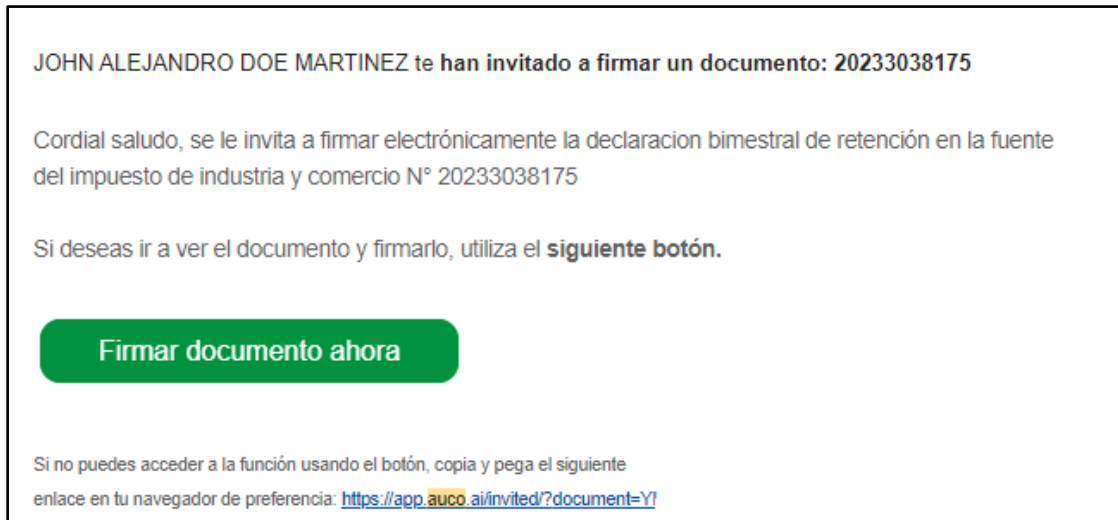 JOHN ALEJANDRO DOE MARTINEZ te han invitado a firmar un documento: 20233038175
Cordial saludo, se le invita a firmar electrónicamente la declaracion bimestral de retención en la fuente
del impuesto de industria y comercio N° 20233038175
Si deseas ir a ver el documento y firmarlo, utiliza el siguiente botón.
Firmar documento ahora
Si no puedes acceder a la función usando el botón, copia y pega el siguiente
enlace en tu navegador de preferencia: https://app.auco.ai/invited/?document=Y